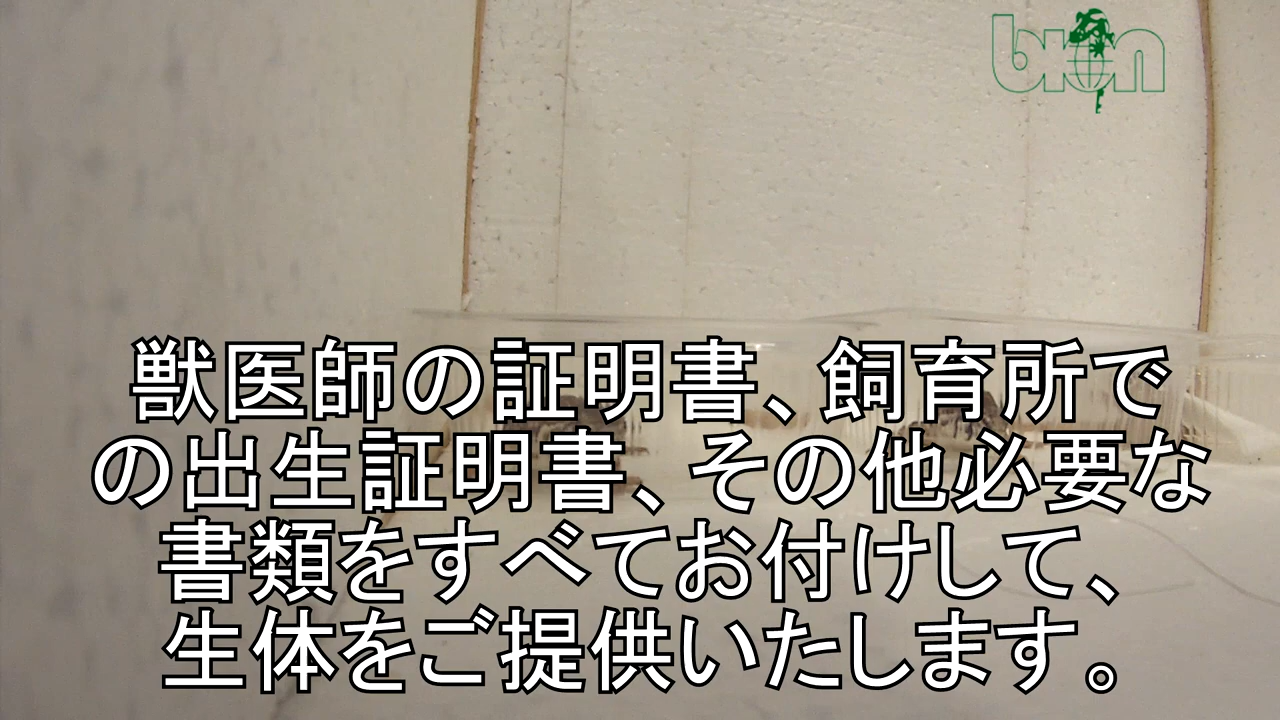 bion
獣医師の証明書、飼育所で
の出生証明書、その他必要な
書類をすべてお付けして、
生体をご提供いたします。